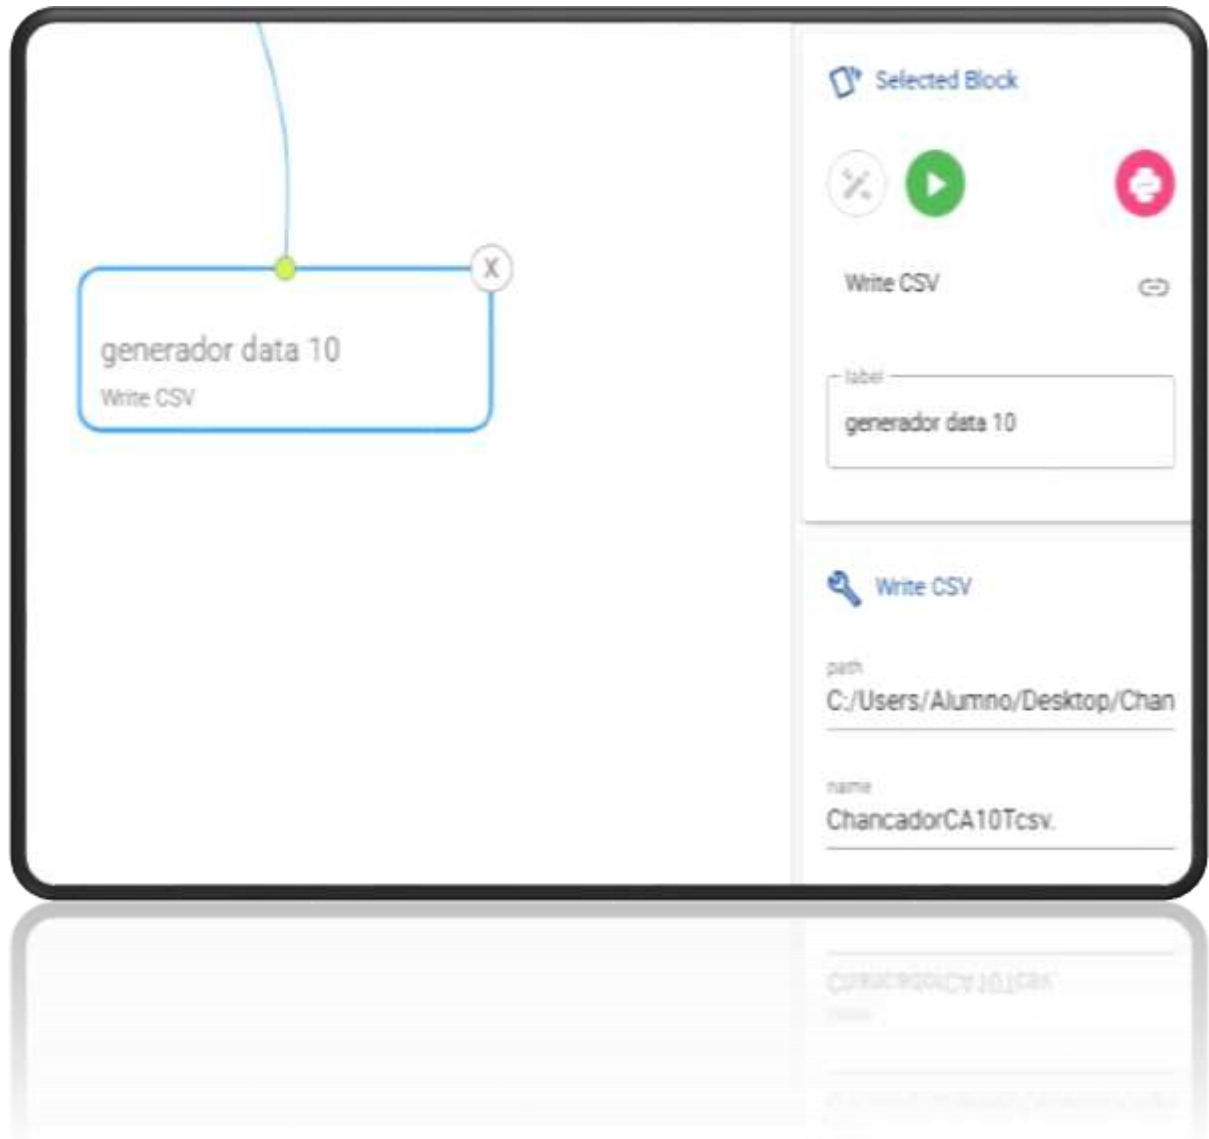 X
generador data 10
Write CSV
Selected Block
Write CSV
label
generador data 10
Write CSV
path
C:/Users/Alumno/Desktop/Chan
name
ChancadorCA10Tcsv.